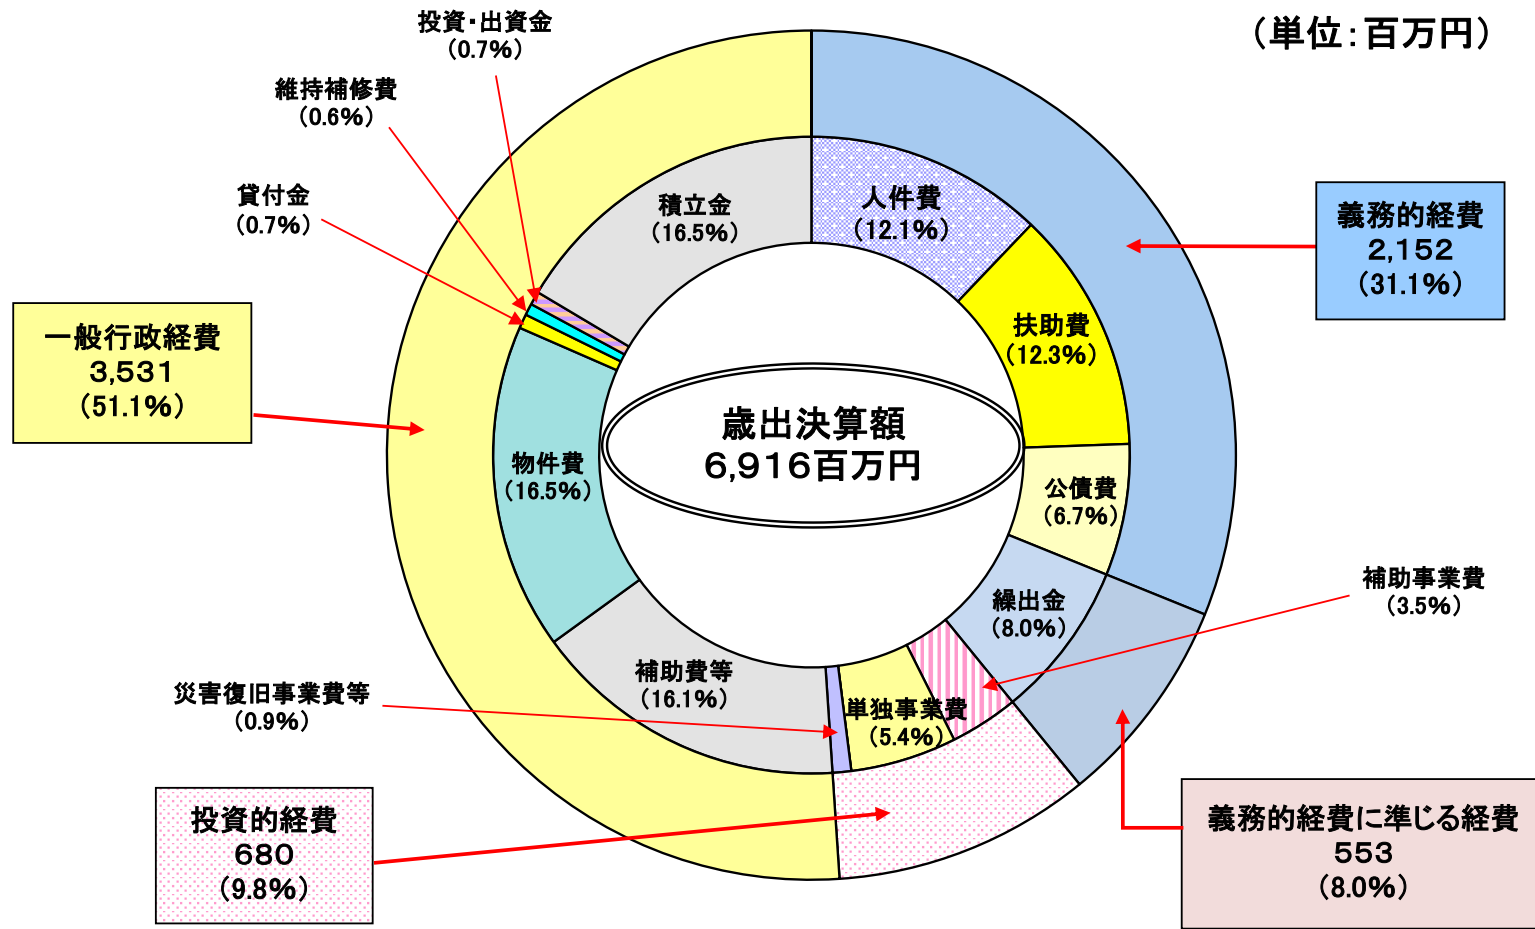 (単位:百万円)
投資・出資金
(0.7%)
維持補修費
(0.6%)
貸付金
(0.7%)
積立金
(16.5%)
人件費
(12.1%)
義務的経費
2,152
(31.1%)
扶助費
(12.3%)
一般行政経費
3,531
(51.1%)
歳出決算額
6,916百万円
物件費
(16.5%)
公債費
(6.7%)
補助事業費
(3.5%)
繰出金
(8.0%)
補助費等
(16.1%)
災害復旧事業費等
(0.9%)
単独事業費
(5.4%)
投資的経費
680
(9.8%)
義務的経費に準じる経費
553
(8.0%)